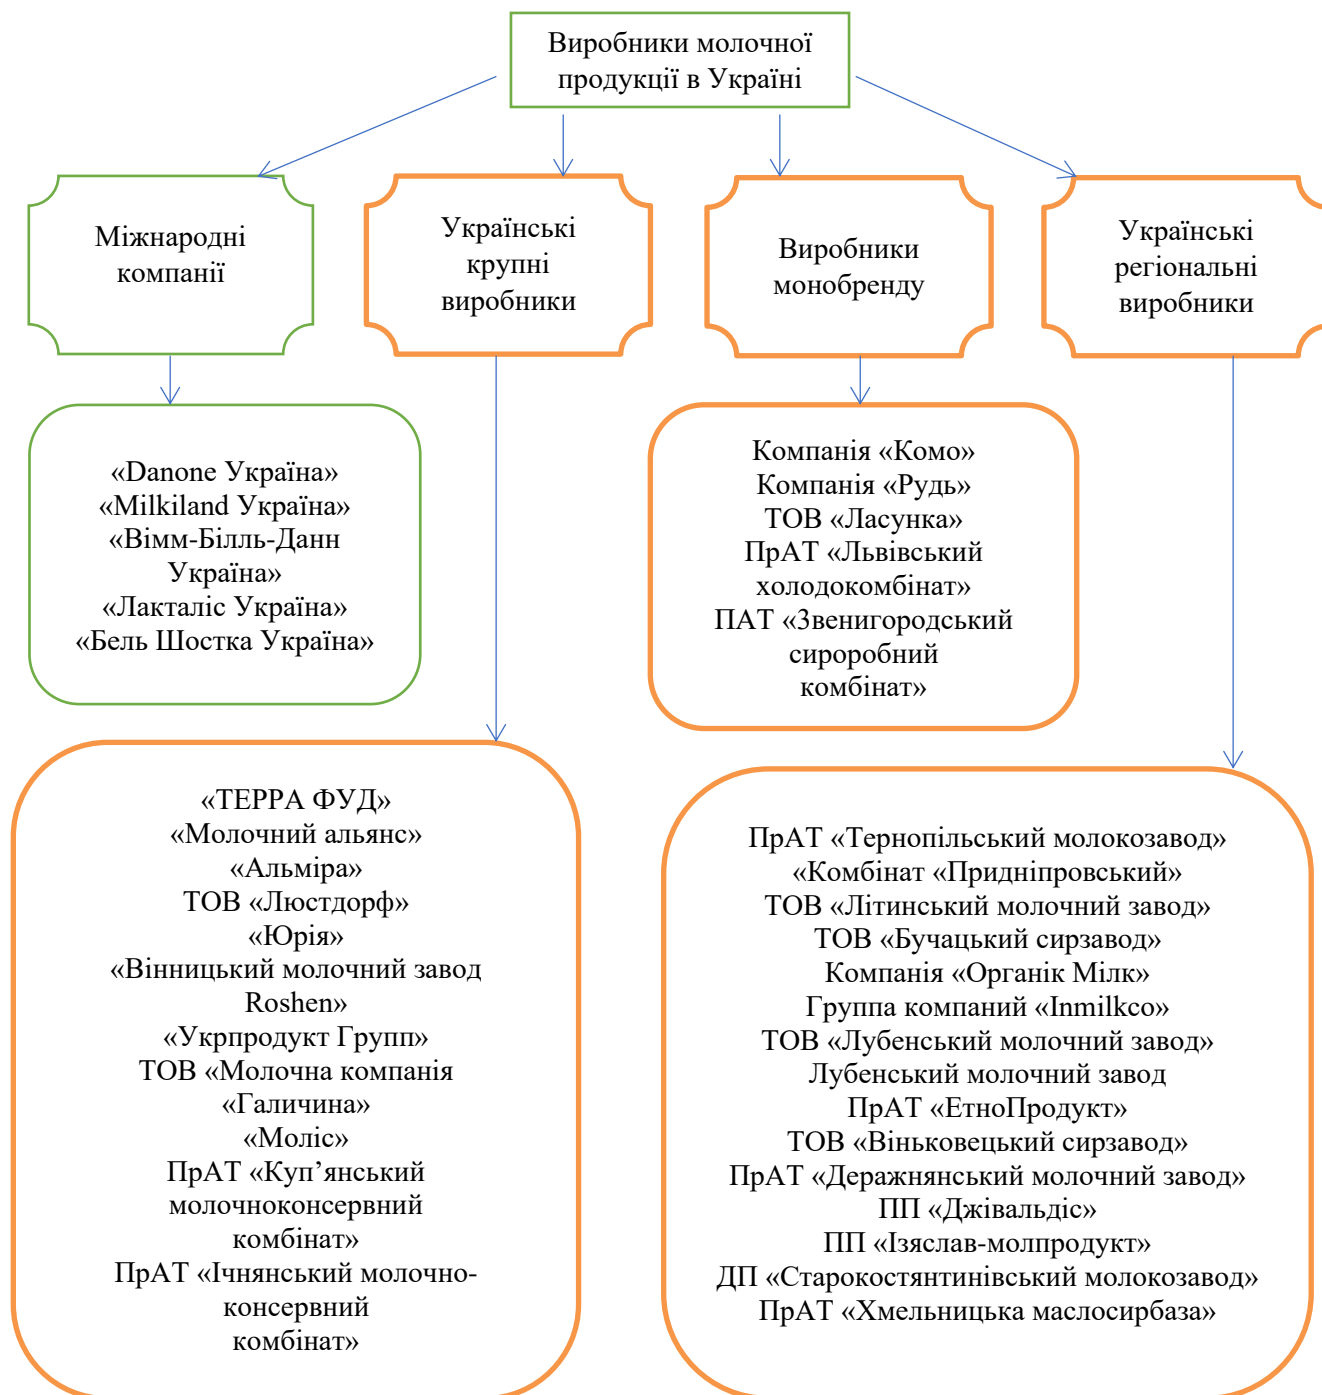 Виробники молочної
продукції в Україні
Міжнародні
компанії
Українські
крупні
виробники
Виробники
монобренду
Українські
регіональні
виробники
«Danone Україна»
«Milkiland Україна»
«Вімм-Білль-Данн
Україна»
«Лакталіс Україна»
«Бель Шостка Україна»
Компанія «Комо»
Компанія «Рудь»
ТОВ «Ласунка»
ПрАТ «Львівський
холодокомбінат»
ПАТ «Звенигородський
сироробний
комбінат»
«ТЕРРА ФУД»
«Молочний альянс»
«Альміра»
ТОВ «Люстдорф»
«Юрія»
«Вінницький молочний завод
Roshen»
«Укрпродукт Групп»
ТОВ «Молочна компанія
«Галичина»
«Моліс»
ПрАТ «Куп’янський
молочноконсервний
комбінат»
ПрАТ «Ічнянський молочно-
консервний
комбінат»
ПрАТ «Тернопільський молокозавод»
«Комбінат «Придніпровський»
ТОВ «Літинський молочний завод»
ТОВ «Бучацький сирзавод»
Компанія «Органік Мілк»
Группа компаний «Inmilkco»
ТОВ «Лубенський молочний завод»
Лубенський молочний завод
ПрАТ «ЕтноПродукт»
ТОВ «Віньковецький сирзавод»
ПрАТ «Деражнянський молочний завод»
ПП «Джівальдіс»
ПП «Ізяслав-молпродукт»
ДП «Старокостянтинівський молокозавод»
ПрАТ «Хмельницька маслосирбаза»